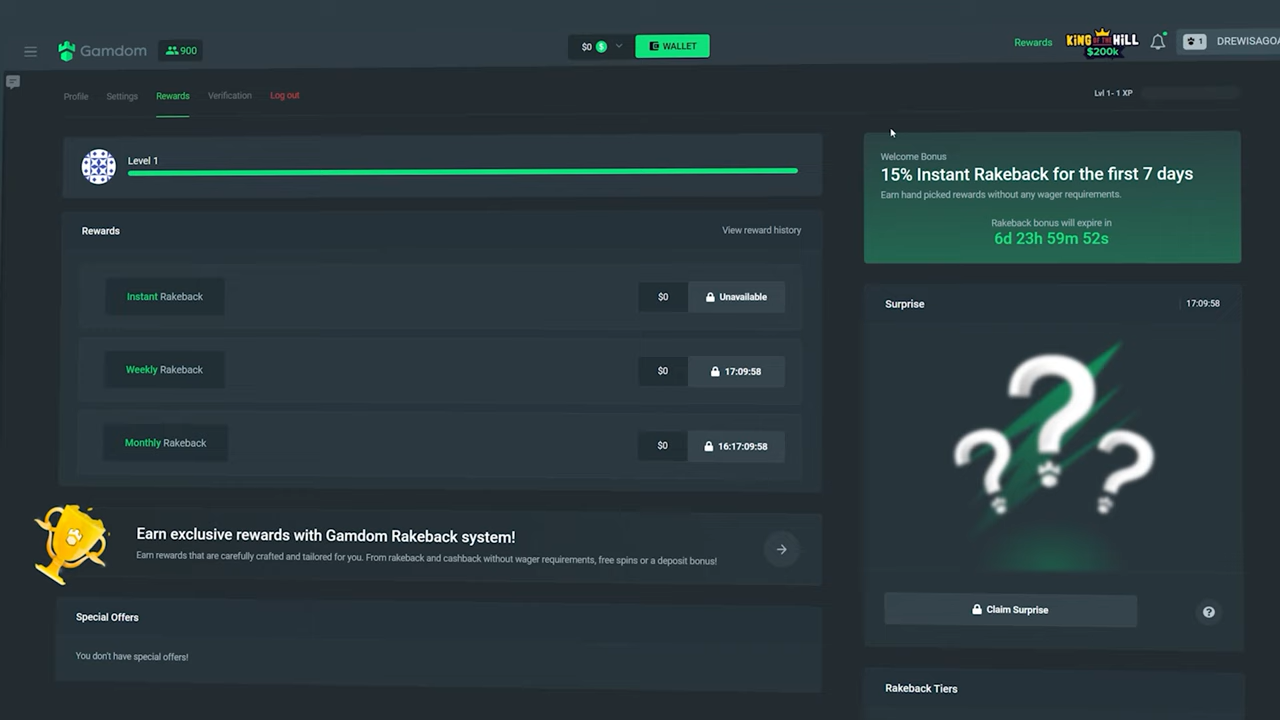 Gamdom
900
$0
WALLET
Rewards
KING OF THE HILL
$200k
1
DREWISAGOA
Profile
Settings
Rewards
Verification
Log out
Lvl 1- 1 XP
Level 1
Welcome Bonus
15% Instant Rakeback for the first 7 days
Earn hand picked rewards without any wager requirements.
Rakeback bonus will expire in
6d 23h 59m 52s
Rewards
View reward history
Instant Rakeback
$0
Unavailable
Weekly Rakeback
$0
17:09:58
Monthly Rakeback
$0
16:17:09:58
Surprise
17:09:58
? ? ?
Claim Surprise
?
Earn exclusive rewards with Gamdom Rakeback system!
Earn rewards that are carefully crafted and tailored for you. From rakeback and cashback without wager requirements, free spins or a deposit bonus!
Special Offers
You don't have special offers!
Rakeback Tiers